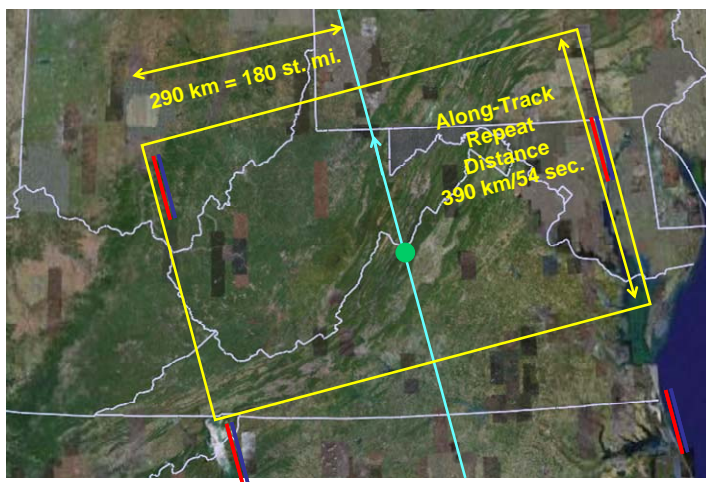 290 km = 180 st. mi.
Along-Track
Repeat
Distance
390 km/54 sec.